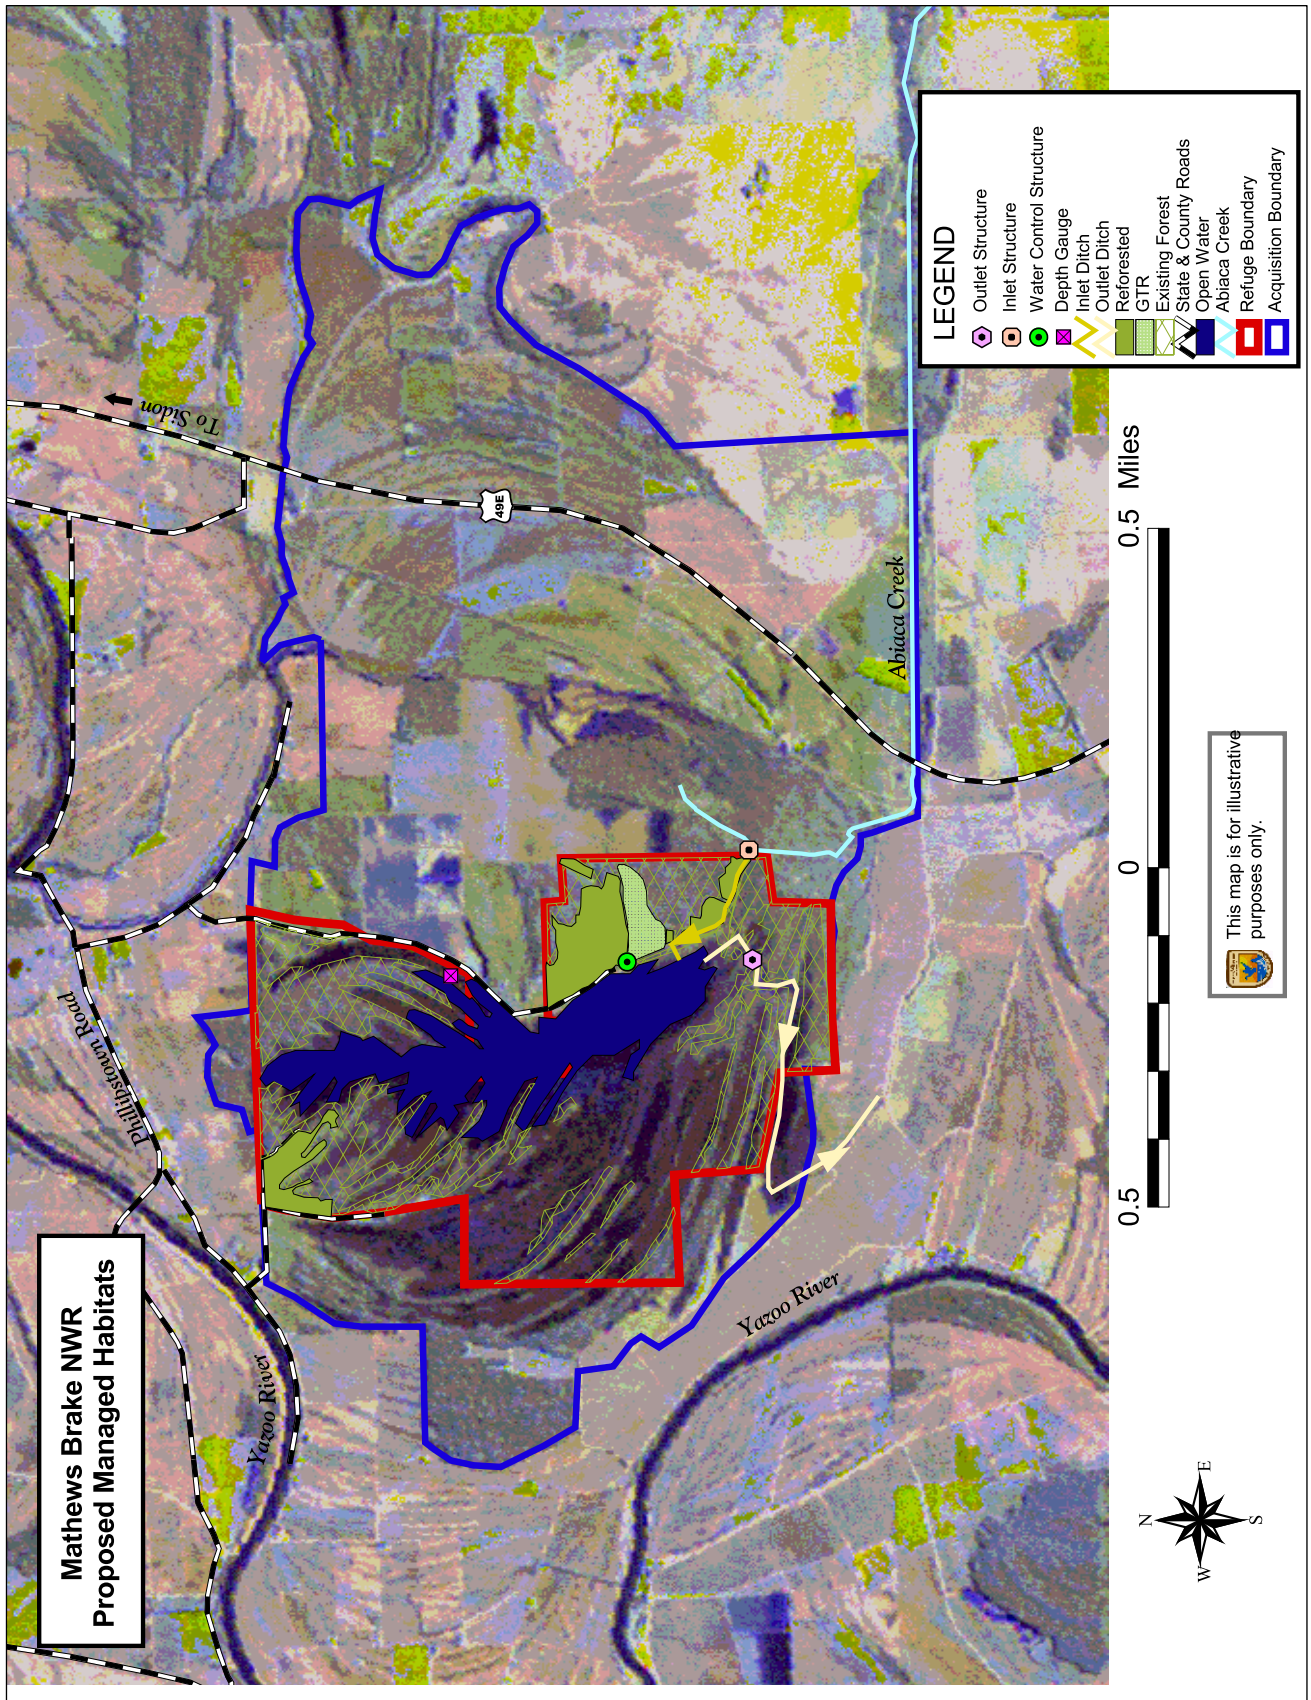 Mathews Brake NWR
Proposed Managed Habitats
Phillipstown Road
To Sidon
49E
Yazoo River
Yazoo River
Abiaca Creek
LEGEND
Outlet Structure
Inlet Structure
Water Control Structure
Depth Gauge
Inlet Ditch
Outlet Ditch
Reforested
GTR
Existing Forest
State & County Roads
Open Water
Abiaca Creek
Refuge Boundary
Acquisition Boundary
N
W E
S
0.5 0 0.5 Miles
This map is for illustrative
purposes only.